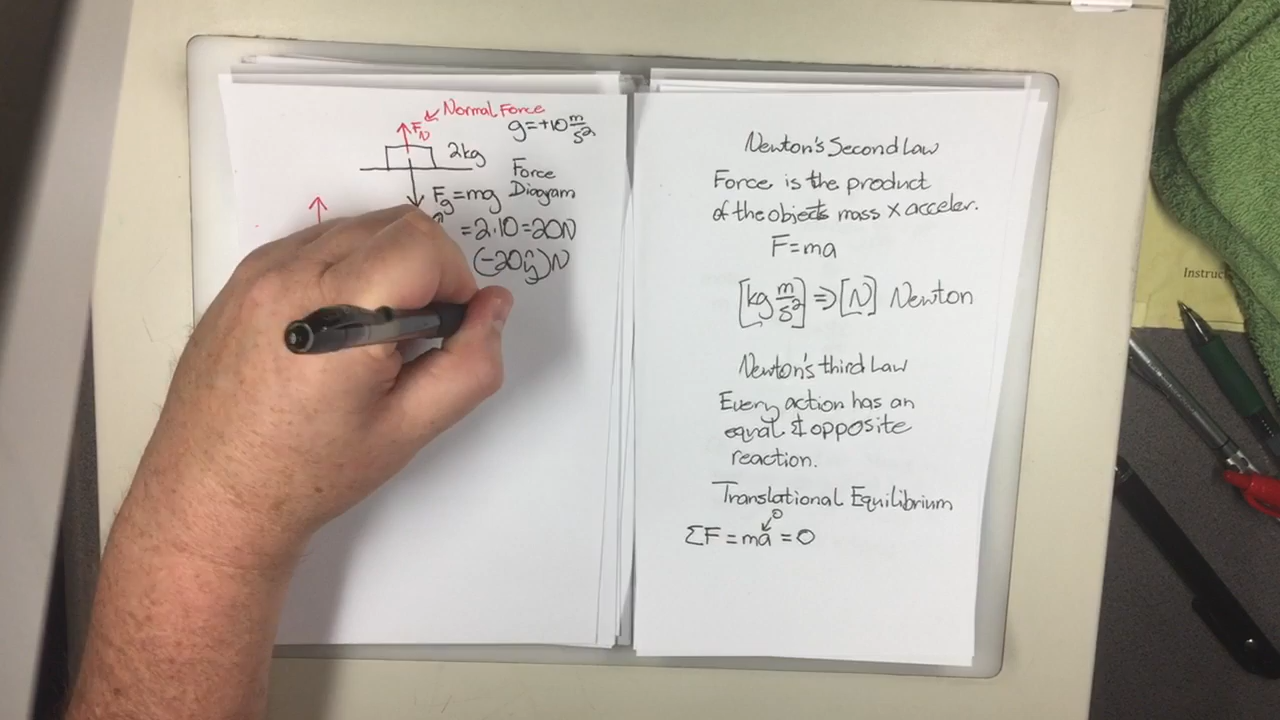 Normal Force
F_N
g=+10 m/s²
2kg
Force
Diagram
F_g=mg
=2·10=20N
(-20ĵ)N
Newton's Second Law
Force is the product
of the objects mass x acceler.
F=ma
[kg m/s²] ⇒ [N] Newton
Newton's third Law
Every action has an
equal & opposite
reaction.
Translational Equilibrium
0
ΣF = ma = 0
Instruc